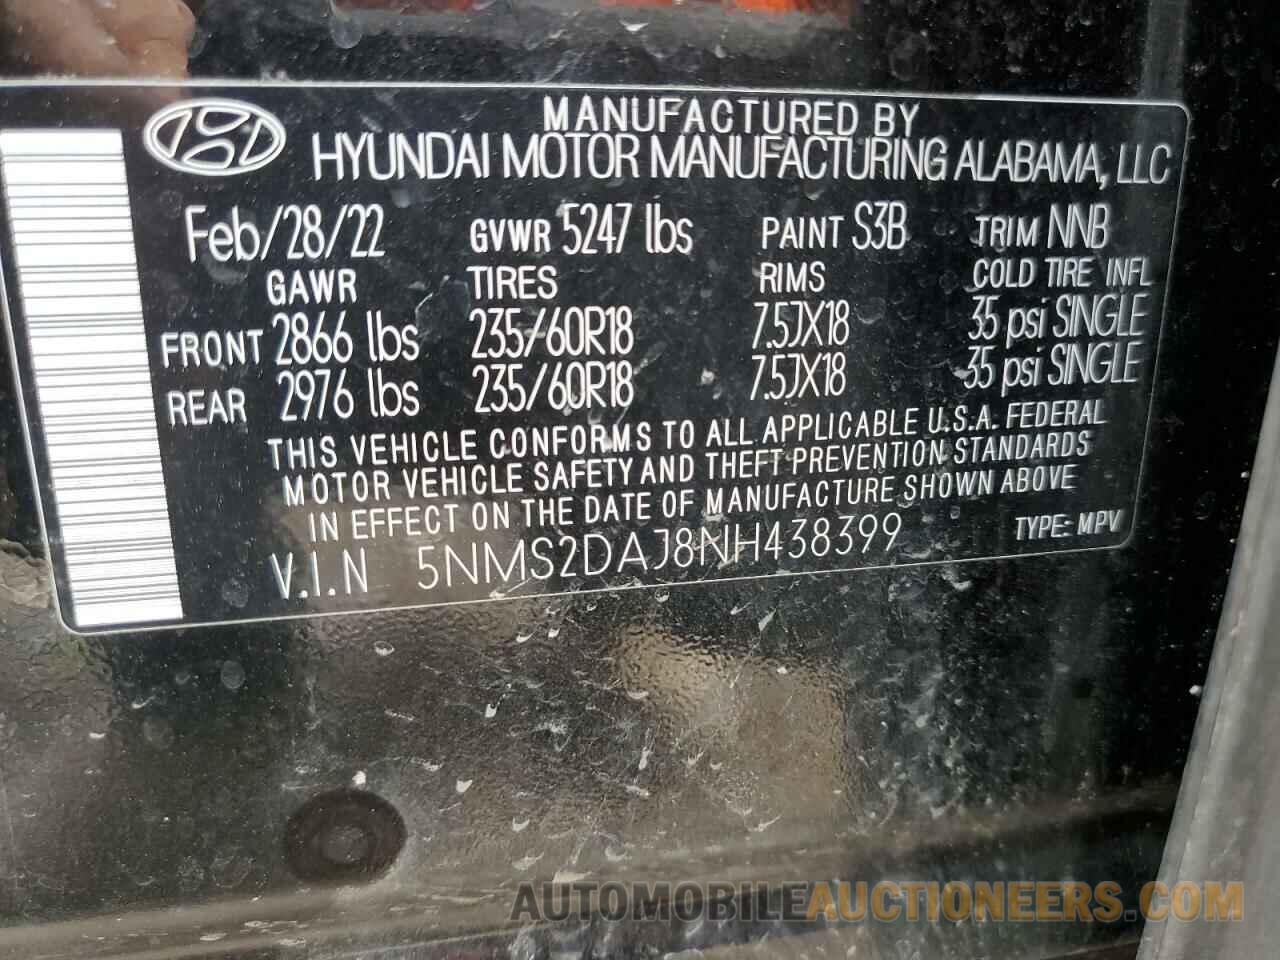 MANUFACTURED BY
HYUNDAI MOTOR MANUFACTURING ALABAMA, LLC
Feb/28/22 GVWR 5247 lbs PAINT S3B TRIM NNB
GAWR TIRES RIMS COLD TIRE INFL
FRONT 2866 lbs 235/60R18 7.5JX18 35 psi SINGLE
REAR 2976 lbs 235/60R18 7.5JX18 35 psi SINGLE
THIS VEHICLE CONFORMS TO ALL APPLICABLE U.S.A. FEDERAL
MOTOR VEHICLE SAFETY AND THEFT PREVENTION STANDARDS
IN EFFECT ON THE DATE OF MANUFACTURE SHOWN ABOVE
V.I.N 5NMS2DAJ8NH438399 TYPE: MPV
AUTOMOBILEAUCTIONEERS.COM